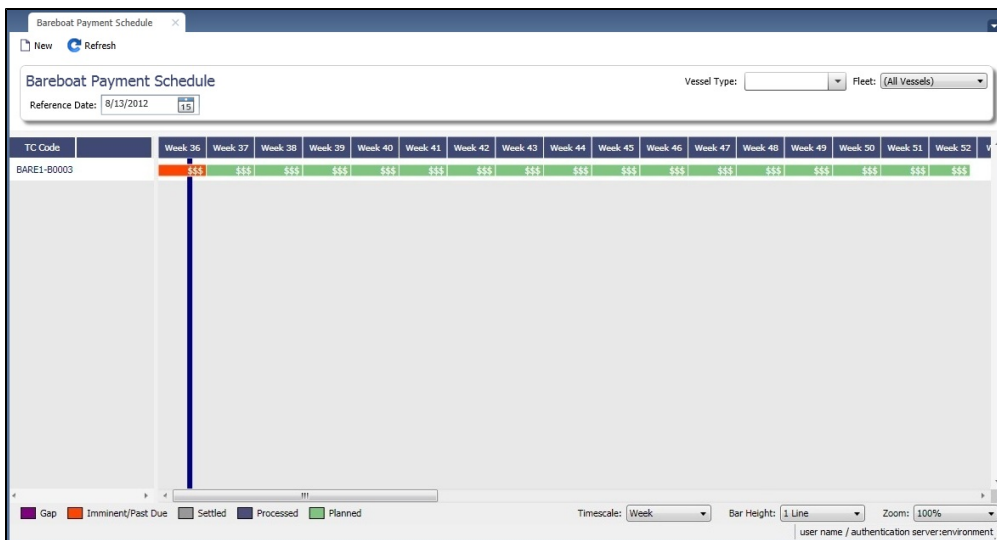 Bareboat Payment Schedule
New Refresh
Bareboat Payment Schedule
Vessel Type: Fleet: (All Vessels)
Reference Date: 8/13/2012 15
TC Code Week 36 Week 37 Week 38 Week 39 Week 40 Week 41 Week 42 Week 43 Week 44 Week 45 Week 46 Week 47 Week 48 Week 49 Week 50 Week 51 Week 52
BARE1-B0003 $$$ $$$ $$$ $$$ $$$ $$$ $$$ $$$ $$$ $$$ $$$ $$$ $$$ $$$ $$$ $$$ $$$
Gap Imminent/Past Due Settled Processed Planned Timescale: Week Bar Height: 1 Line Zoom: 100%
user name / authentication server:environment